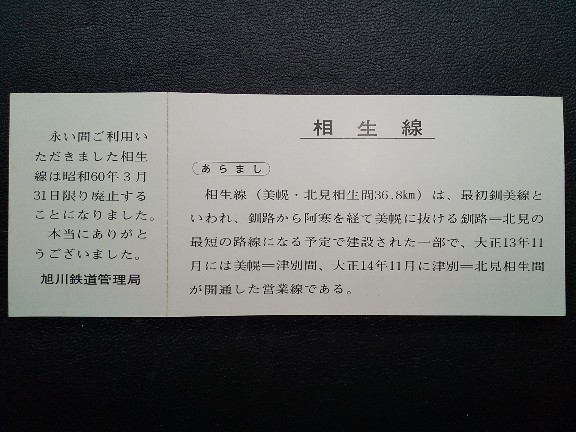 永い間ご利用い
ただきました相生
線は昭和60年3月
31日限り廃止する
ことになりました。
本当にありがと
うございました。
旭川鉄道管理局
相生線
あらまし
相生線（美幌・北見相生間36.8km）は、最初釧美線と
いわれ、釧路から阿寒を経て美幌に抜ける釧路＝北見の
最短の路線になる予定で建設された一部で、大正13年11
月には美幌＝津別間、大正14年11月に津別＝北見相生間
が開通した営業線である。